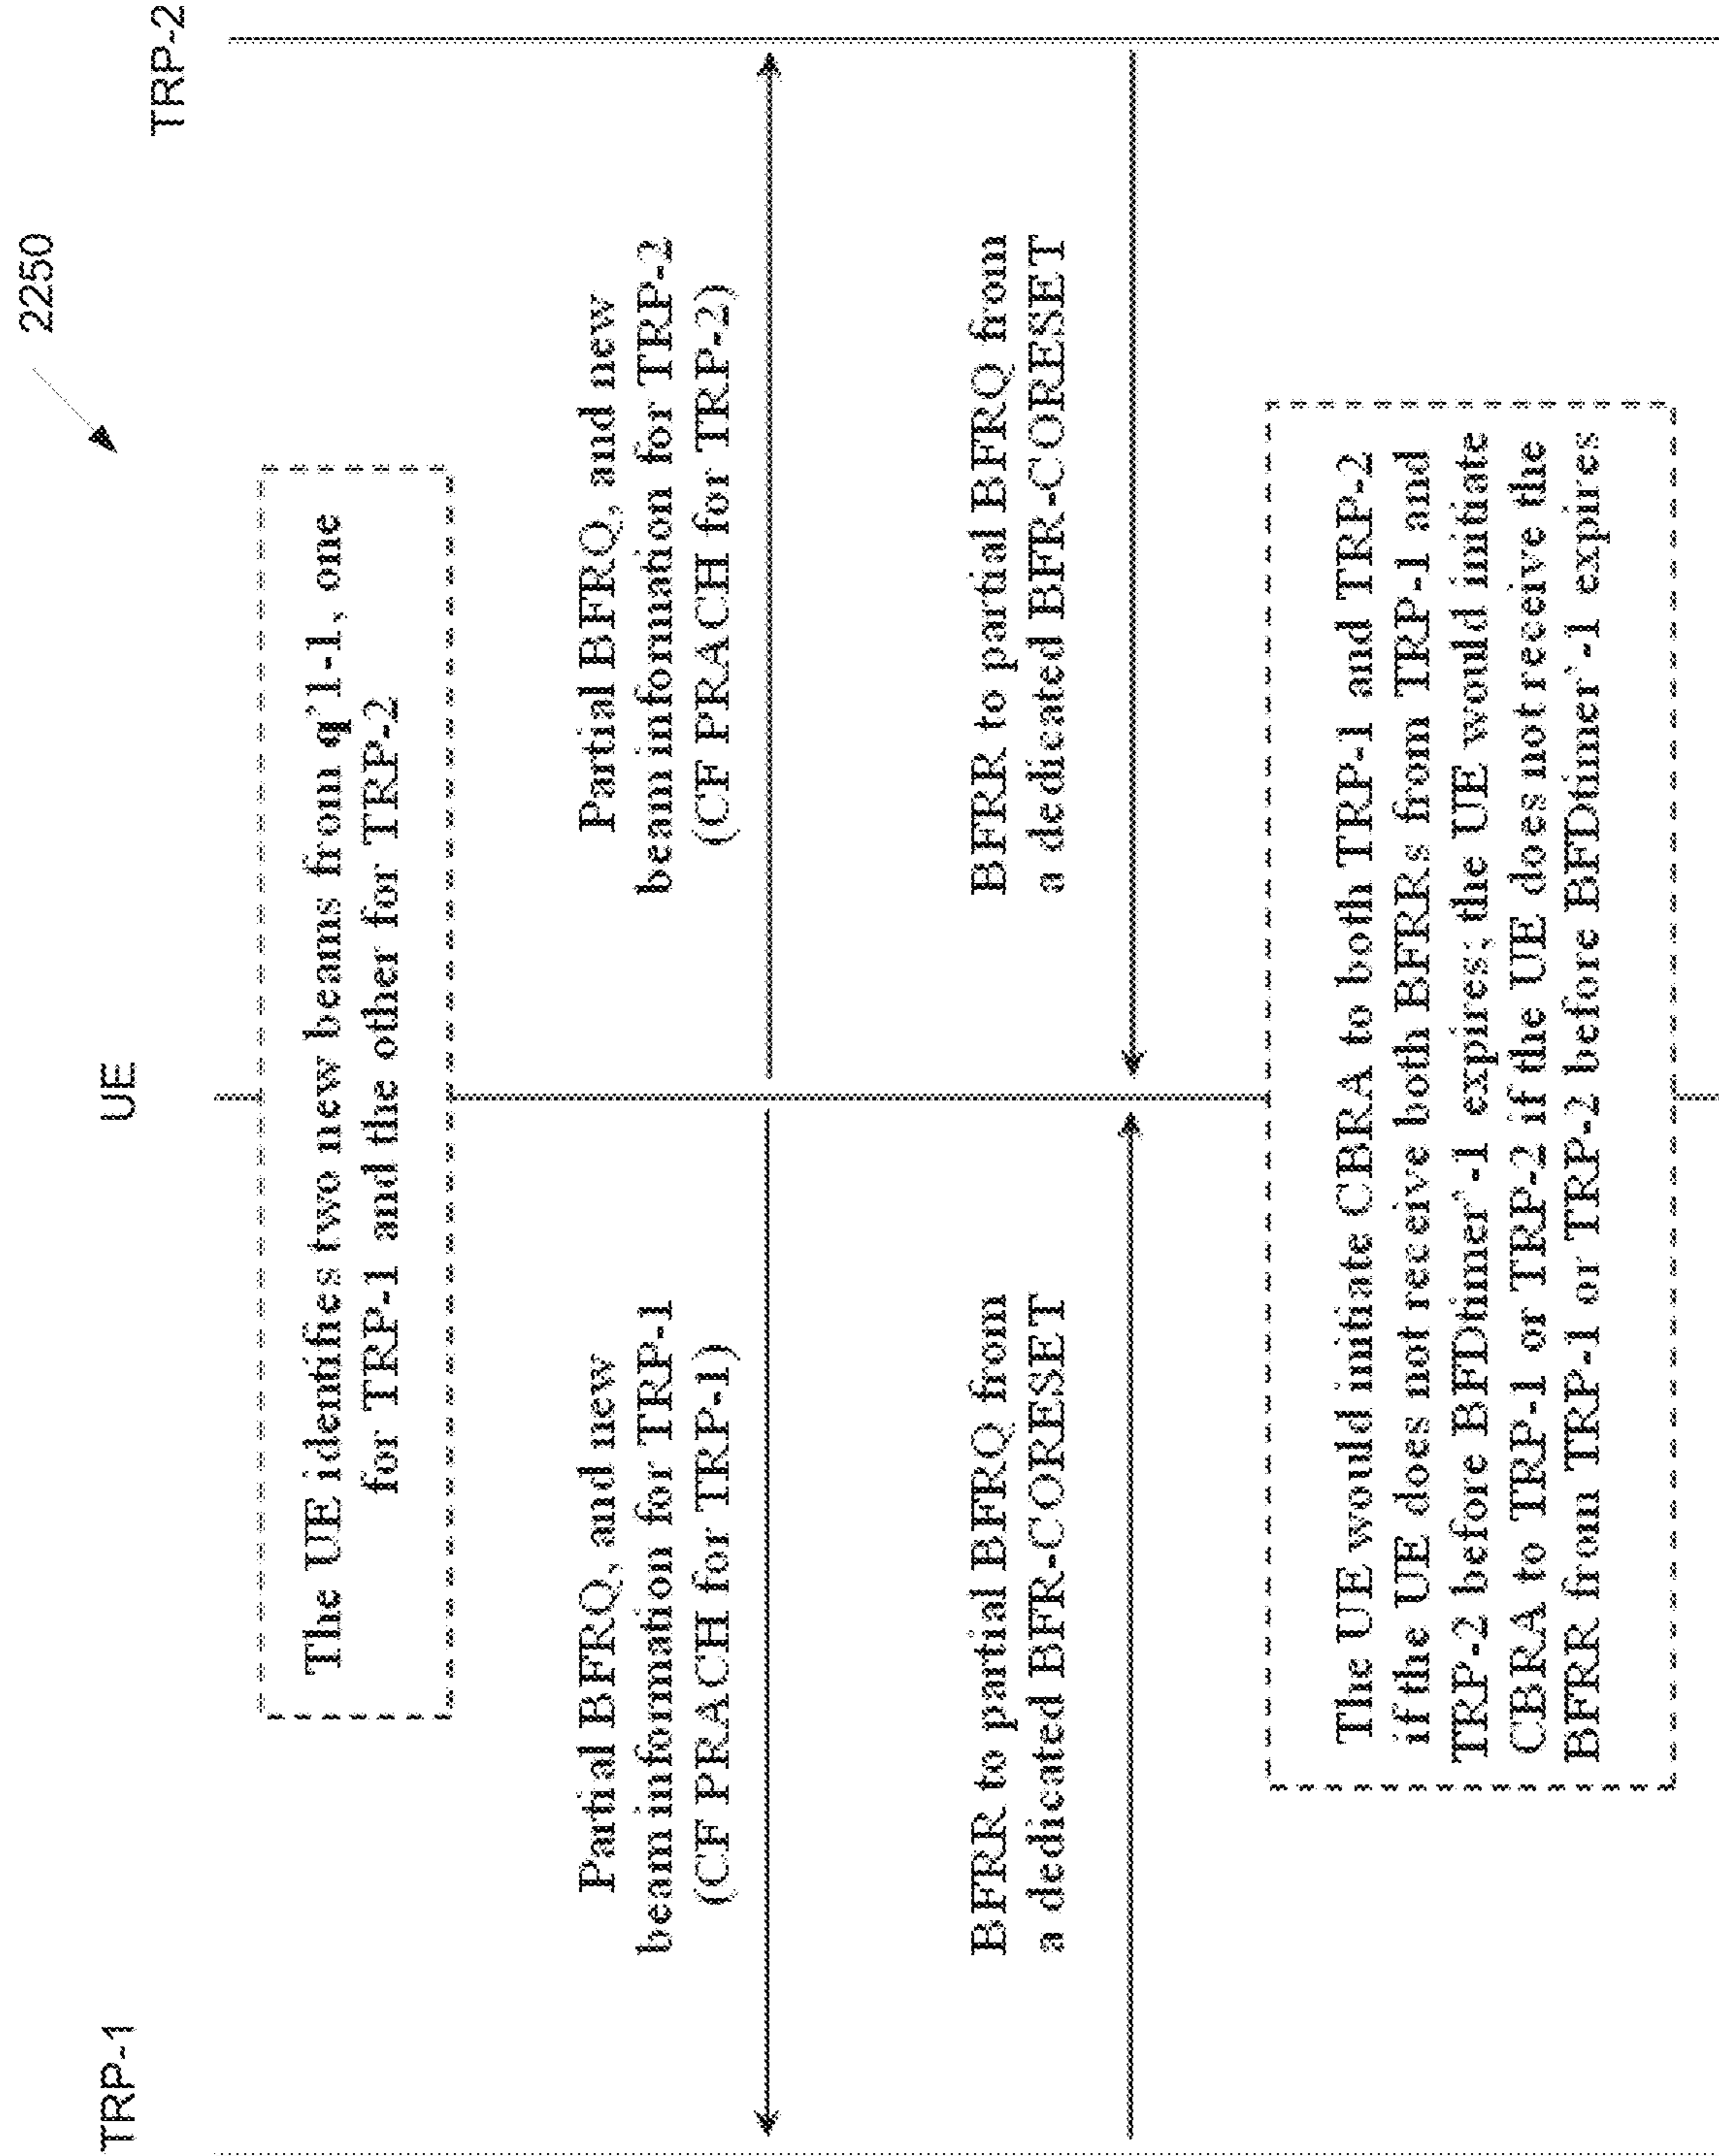 2250
TRP-1
UE
TRP-2
The UE identifies two new beams from q'1-1, one
for TRP-1 and the other for TRP-2
Partial BFRQ, and new
beam information for TRP-1
(CF PRACH for TRP-1)
Partial BFRQ, and new
beam information for TRP-2
(CF PRACH for TRP-2)
BFRR to partial BFRQ from
a dedicated BFR-CORESET
BFRR to partial BFRQ from
a dedicated BFR-CORESET
The UE would initiate CBRA to both TRP-1 and TRP-2
if the UE does not receive both BFRRs from TRP-1 and
TRP-2 before BFDtimer`-1 expires; the UE would initiate
CBRA to TRP-1 or TRP-2 if the UE does not receive the
BFRR from TRP-1 or TRP-2 before BFDtimer`-1 expires